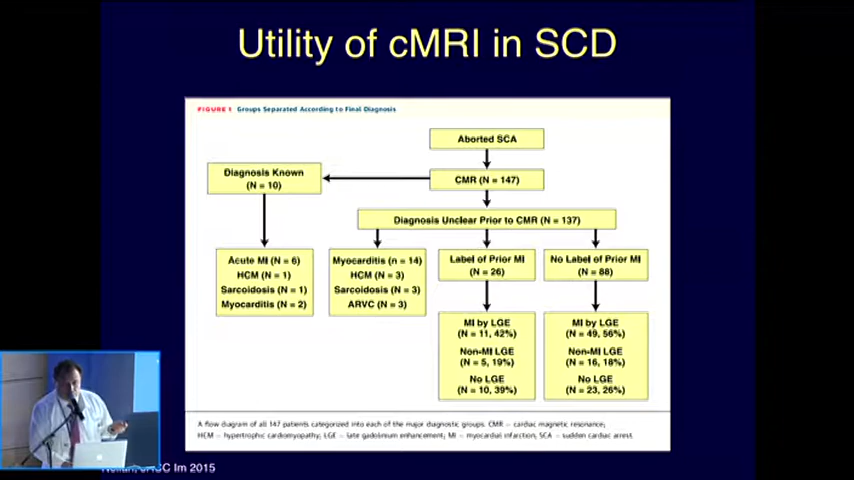 Utility of cMRI in SCD
FIGURE 1 Groups Separated According to Final Diagnosis
Aborted SCA
Diagnosis Known
(N = 10)
CMR (N = 147)
Diagnosis Unclear Prior to CMR (N = 137)
Acute MI (N = 6)
HCM (N = 1)
Sarcoidosis (N = 1)
Myocarditis (N = 2)
Myocarditis (n = 14)
HCM (N = 3)
Sarcoidosis (N = 3)
ARVC (N = 3)
Label of Prior MI
(N = 26)
No Label of Prior MI
(N = 88)
MI by LGE
(N = 11, 42%)
Non-MI LGE
(N = 5, 19%)
No LGE
(N = 10, 39%)
MI by LGE
(N = 49, 56%)
Non-MI LGE
(N = 16, 18%)
No LGE
(N = 23, 26%)
A flow diagram of all 147 patients categorized into each of the major diagnostic groups. CMR = cardiac magnetic resonance;
HCM = hypertrophic cardiomyopathy; LGE = late gadolinium enhancement; MI = myocardial infarction; SCA = sudden cardiac arrest.
Im 2015